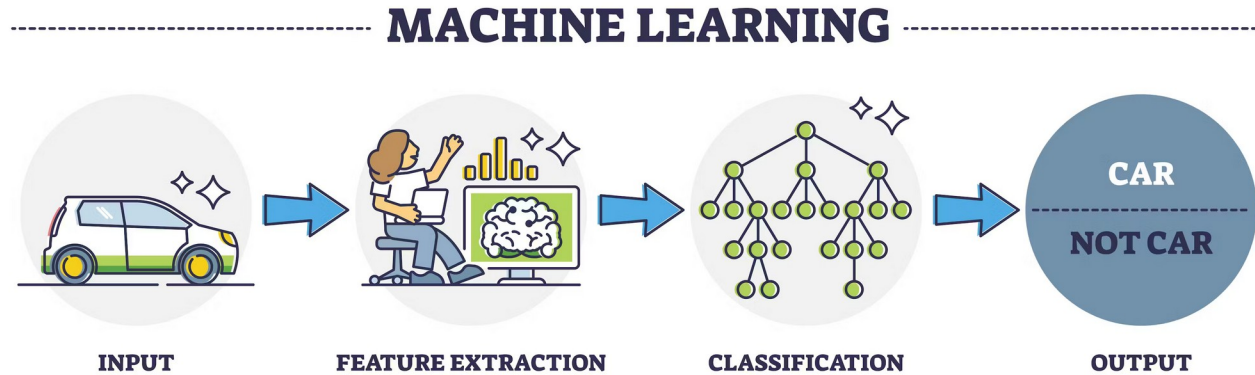 MACHINE LEARNING
CAR
NOT CAR
INPUT
FEATURE EXTRACTION
CLASSIFICATION
OUTPUT